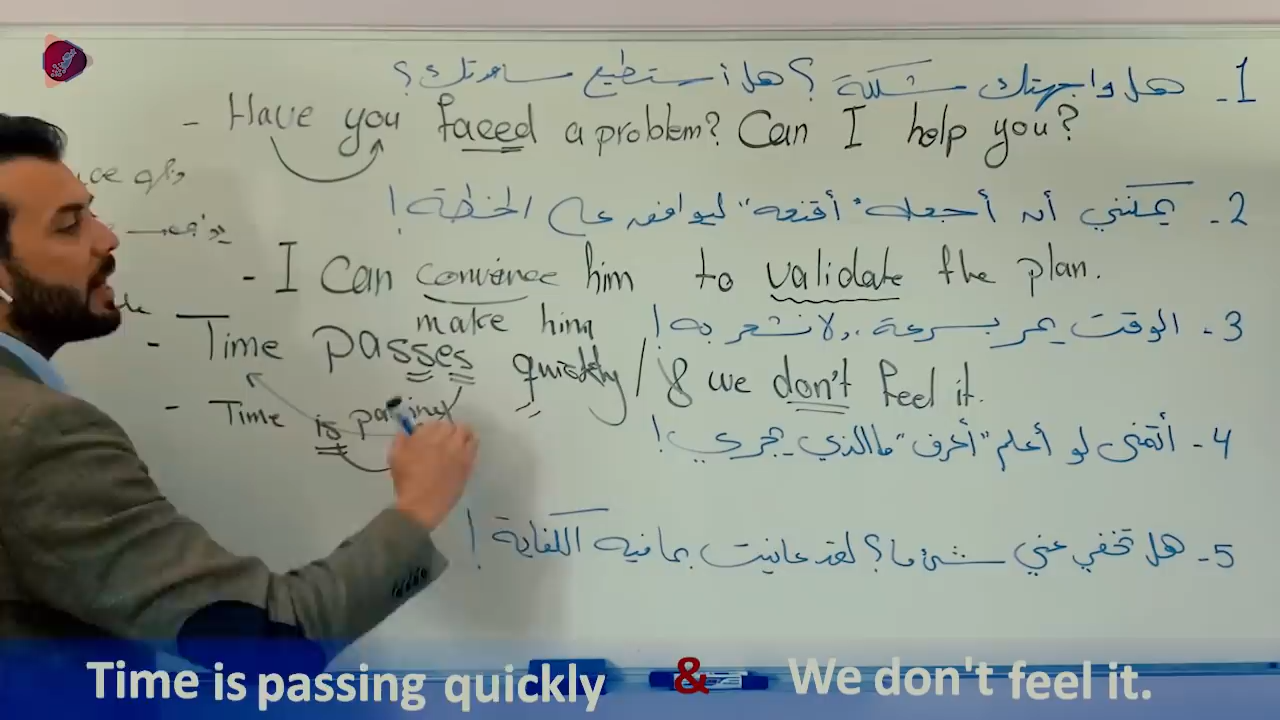 1- هل واجهتك مشكلة؟ هل أستطيع مساعدتك؟
- Have you faced a problem? Can I help you?
2- يمكنني أن أجعله "أقنعه" ليوافق على الخطة!
- I Can convince him to validate the plan.
make him
3- الوقت يمر بسرعة، ولا نشعر به!
- Time passes quickly / & we don't feel it.
- Time is passing
4- أتمنى لو أعلم "أعرف" ما الذي يجري!
5- هل تخفي عني شيء ما؟ لقد عانيت بما فيه الكفاية!
Time is passing quickly & We don't feel it.